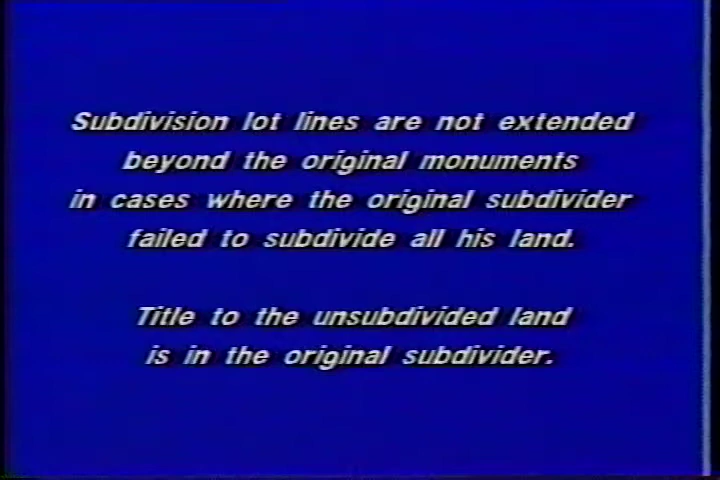 Subdivision lot lines are not extended
beyond the original monuments
in cases where the original subdivider
failed to subdivide all his land.
Title to the unsubdivided land
is in the original subdivider.